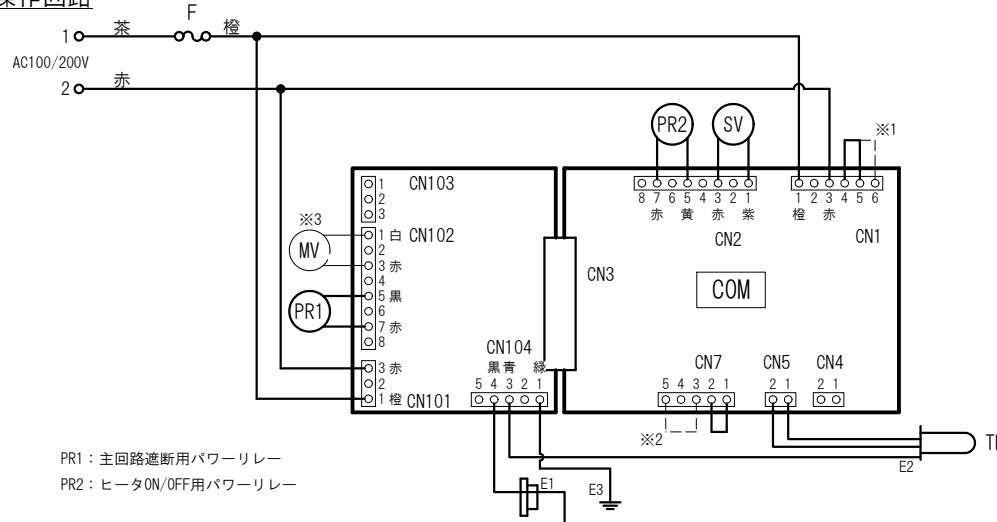 操作回路
F
1 茶 橙
AC100/200V
2 赤
PR2 SV
※1
8 7 6 5 4 3 2 1
赤 黄 赤 紫
CN2
1 2 3 4 5 6
橙 赤
CN1
1 CN103
2
3
※3
MV
1 白 CN102
2
3 赤
4
PR1
5 黒
6
7 赤
8
CN3
COM
CN104
黒 青 緑
5 4 3 2 1
3 赤
2
1 橙 CN101
CN7
5 4 3 2 1
CN5
2 1
CN4
2 1
※2
E1
E3
E2
PR1：主回路遮断用パワーリレー
PR2：ヒータON/OFF用パワーリレー